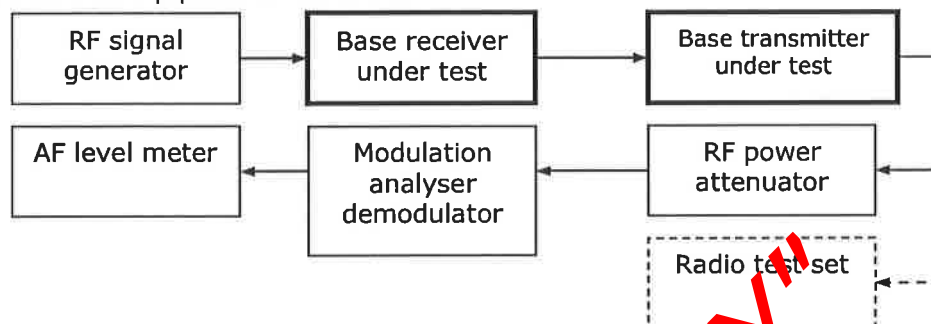 RF signal
generator
Base receiver
under test
Base transmitter
under test
AF level meter
Modulation
analyser
demodulator
RF power
attenuator
Radio test set